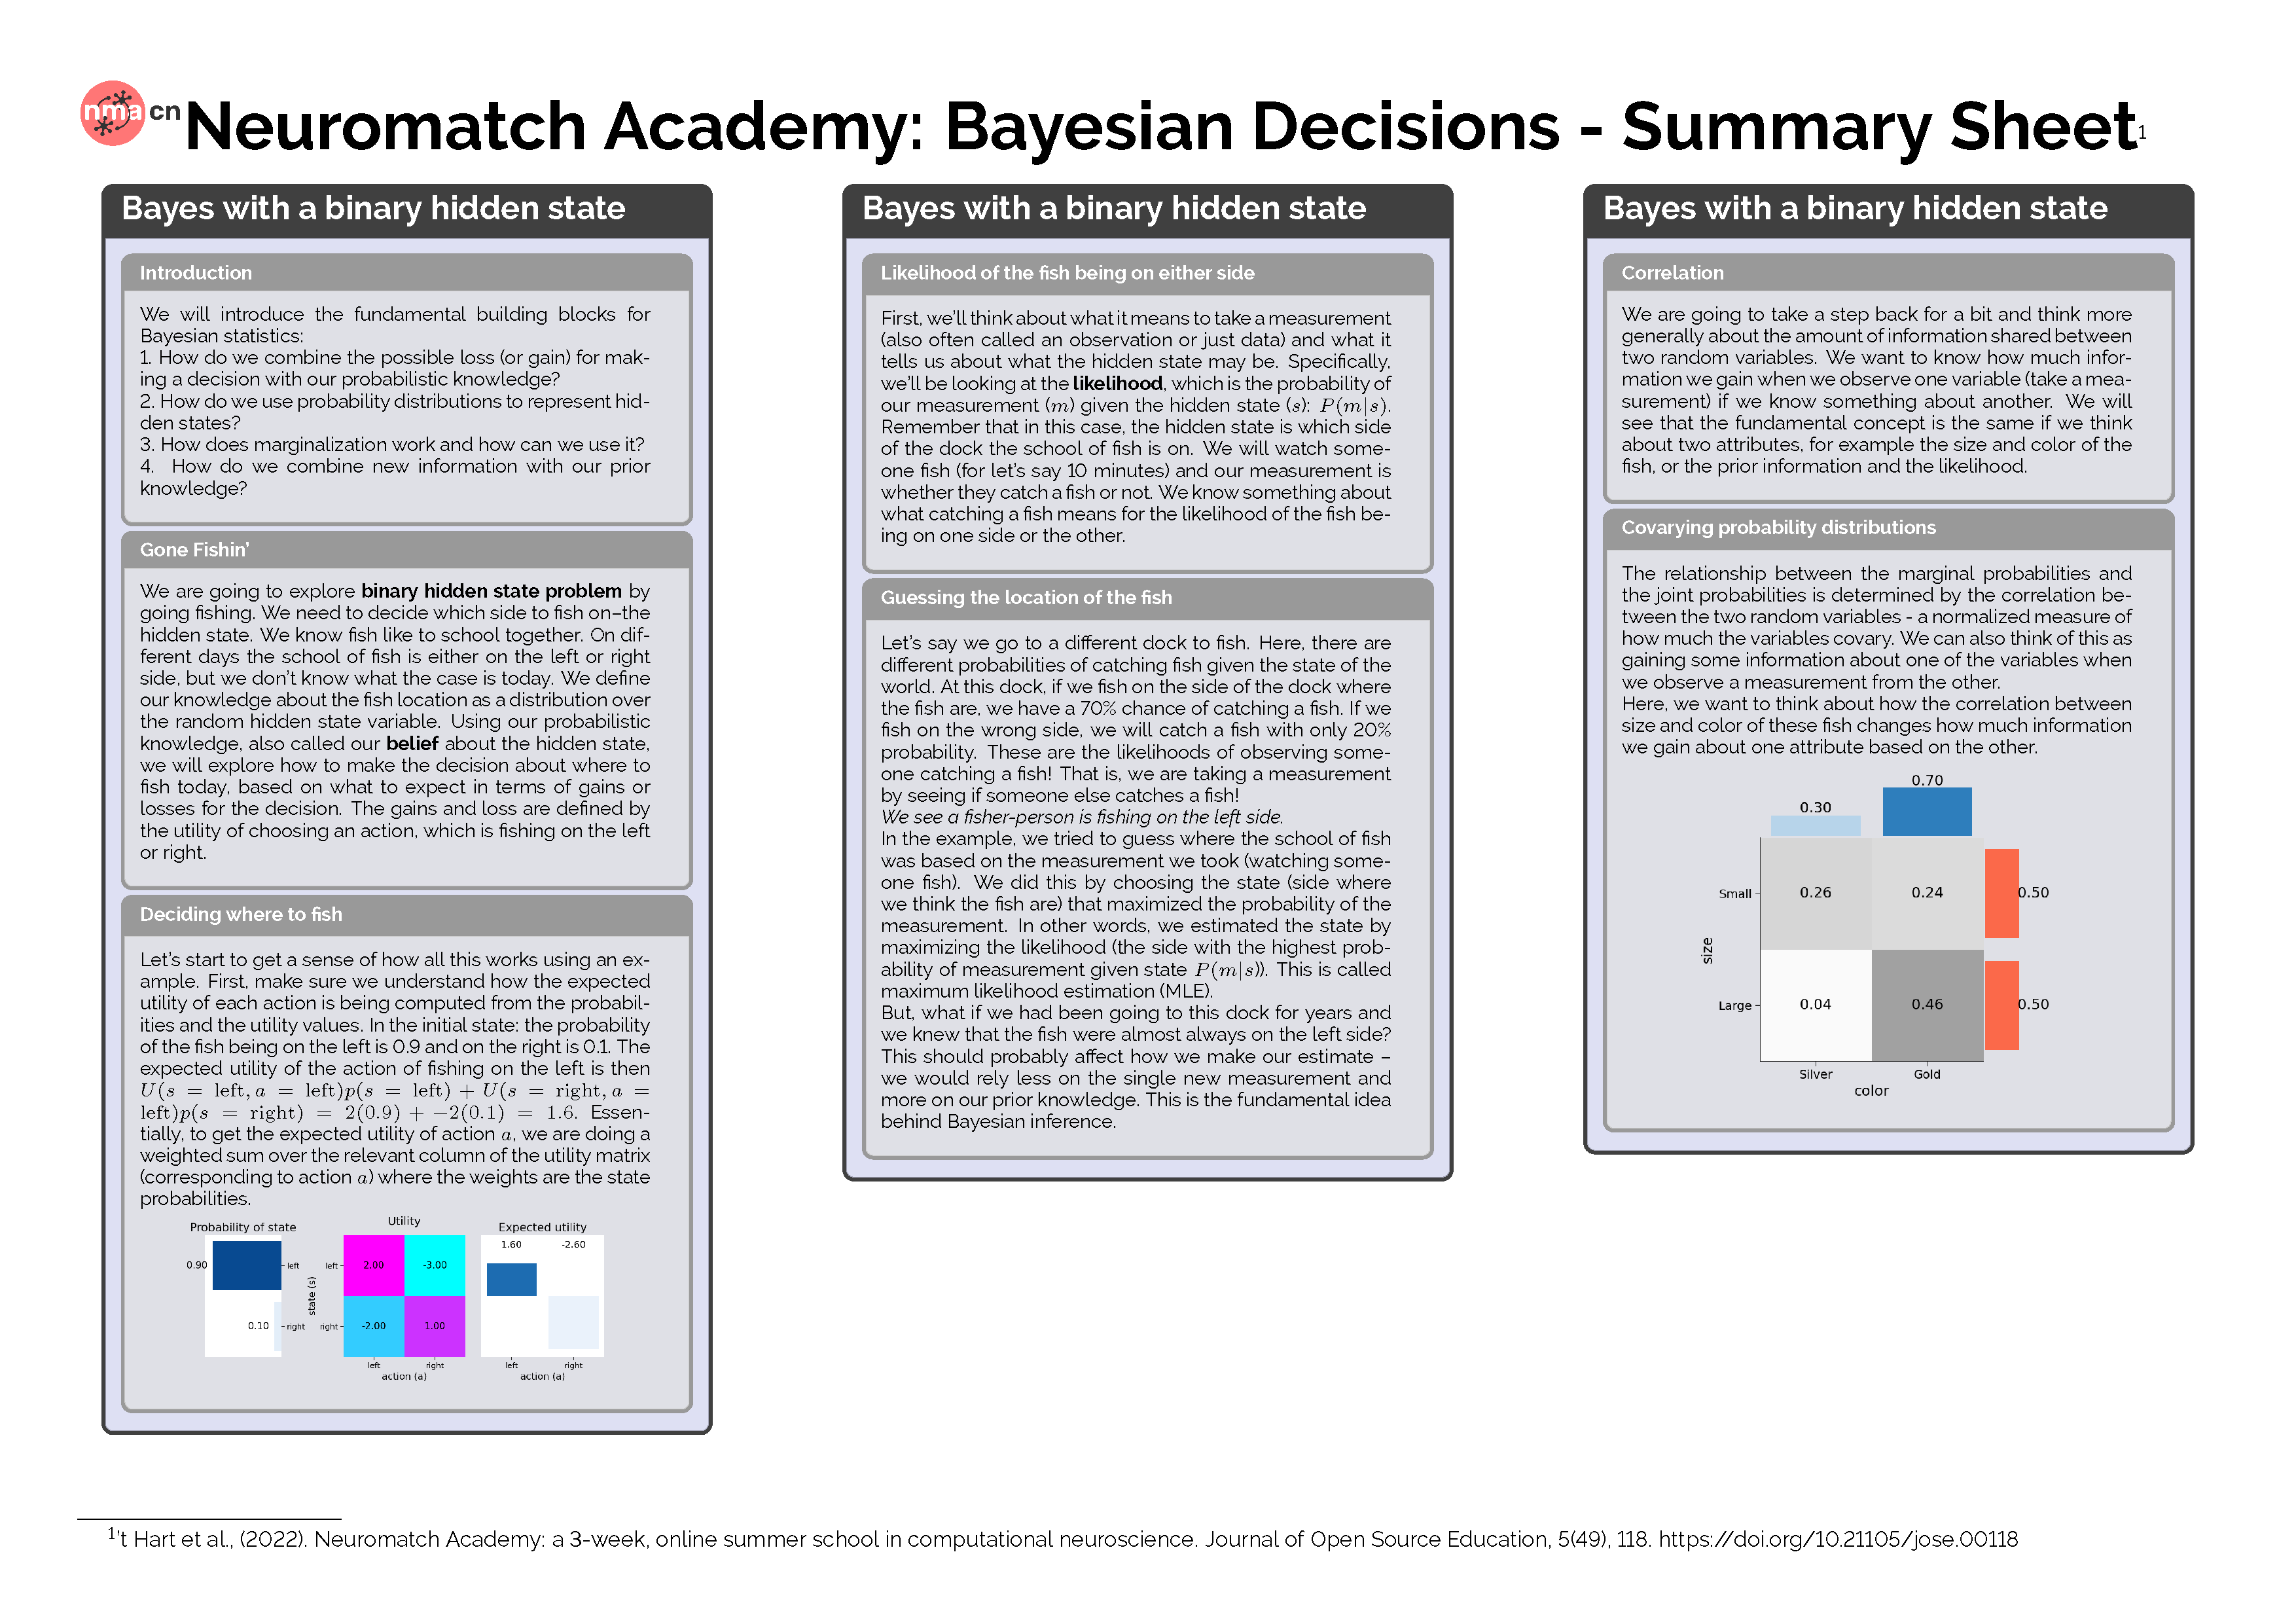 nma cn Neuromatch Academy: Bayesian Decisions - Summary Sheet1
Bayes with a binary hidden state
Introduction
We will introduce the fundamental building blocks for
Bayesian statistics:
1. How do we combine the possible loss (or gain) for mak-
ing a decision with our probabilistic knowledge?
2. How do we use probability distributions to represent hid-
den states?
3. How does marginalization work and how can we use it?
4. How do we combine new information with our prior
knowledge?
Gone Fishin'
We are going to explore binary hidden state problem by
going fishing. We need to decide which side to fish on–the
hidden state. We know fish like to school together. On dif-
ferent days the school of fish is either on the left or right
side, but we don't know what the case is today. We define
our knowledge about the fish location as a distribution over
the random hidden state variable. Using our probabilistic
knowledge, also called our belief about the hidden state,
we will explore how to make the decision about where to
fish today, based on what to expect in terms of gains or
losses for the decision. The gains and loss are defined by
the utility of choosing an action, which is fishing on the left
or right.
Deciding where to fish
Let's start to get a sense of how all this works using an ex-
ample. First, make sure we understand how the expected
utility of each action is being computed from the probabil-
ities and the utility values. In the initial state: the probability
of the fish being on the left is 0.9 and on the right is 0.1. The
expected utility of the action of fishing on the left is then
U(s = left, a = left)p(s = left) + U(s = right, a =
left)p(s = right) = 2(0.9) + −2(0.1) = 1.6. Essen-
tially, to get the expected utility of action a, we are doing a
weighted sum over the relevant column of the utility matrix
(corresponding to action a) where the weights are the state
probabilities.
Probability of state
0.90
left
0.10
right
Utility
state (s)
left
2.00 -3.00
right
-2.00 1.00
left right
action (a)
Expected utility
1.60 -2.60
left right
action (a)
Bayes with a binary hidden state
Likelihood of the fish being on either side
First, we'll think about what it means to take a measurement
(also often called an observation or just data) and what it
tells us about what the hidden state may be. Specifically,
we'll be looking at the likelihood, which is the probability of
our measurement (m) given the hidden state (s): P(m|s).
Remember that in this case, the hidden state is which side
of the dock the school of fish is on. We will watch some-
one fish (for let's say 10 minutes) and our measurement is
whether they catch a fish or not. We know something about
what catching a fish means for the likelihood of the fish be-
ing on one side or the other.
Guessing the location of the fish
Let's say we go to a different dock to fish. Here, there are
different probabilities of catching fish given the state of the
world. At this dock, if we fish on the side of the dock where
the fish are, we have a 70% chance of catching a fish. If we
fish on the wrong side, we will catch a fish with only 20%
probability. These are the likelihoods of observing some-
one catching a fish! That is, we are taking a measurement
by seeing if someone else catches a fish!
We see a fisher-person is fishing on the left side.
In the example, we tried to guess where the school of fish
was based on the measurement we took (watching some-
one fish). We did this by choosing the state (side where
we think the fish are) that maximized the probability of the
measurement. In other words, we estimated the state by
maximizing the likelihood (the side with the highest prob-
ability of measurement given state P(m|s)). This is called
maximum likelihood estimation (MLE).
But, what if we had been going to this dock for years and
we knew that the fish were almost always on the left side?
This should probably affect how we make our estimate –
we would rely less on the single new measurement and
more on our prior knowledge. This is the fundamental idea
behind Bayesian inference.
Bayes with a binary hidden state
Correlation
We are going to take a step back for a bit and think more
generally about the amount of information shared between
two random variables. We want to know how much infor-
mation we gain when we observe one variable (take a mea-
surement) if we know something about another. We will
see that the fundamental concept is the same if we think
about two attributes, for example the size and color of the
fish, or the prior information and the likelihood.
Covarying probability distributions
The relationship between the marginal probabilities and
the joint probabilities is determined by the correlation be-
tween the two random variables - a normalized measure of
how much the variables covary. We can also think of this as
gaining some information about one of the variables when
we observe a measurement from the other.
Here, we want to think about how the correlation between
size and color of these fish changes how much information
we gain about one attribute based on the other.
0.30 0.70
Small 0.26 0.24 0.50
size
Large 0.04 0.46 0.50
Silver Gold
color
1't Hart et al., (2022). Neuromatch Academy: a 3-week, online summer school in computational neuroscience. Journal of Open Source Education, 5(49), 118. https://doi.org/10.21105/jose.00118